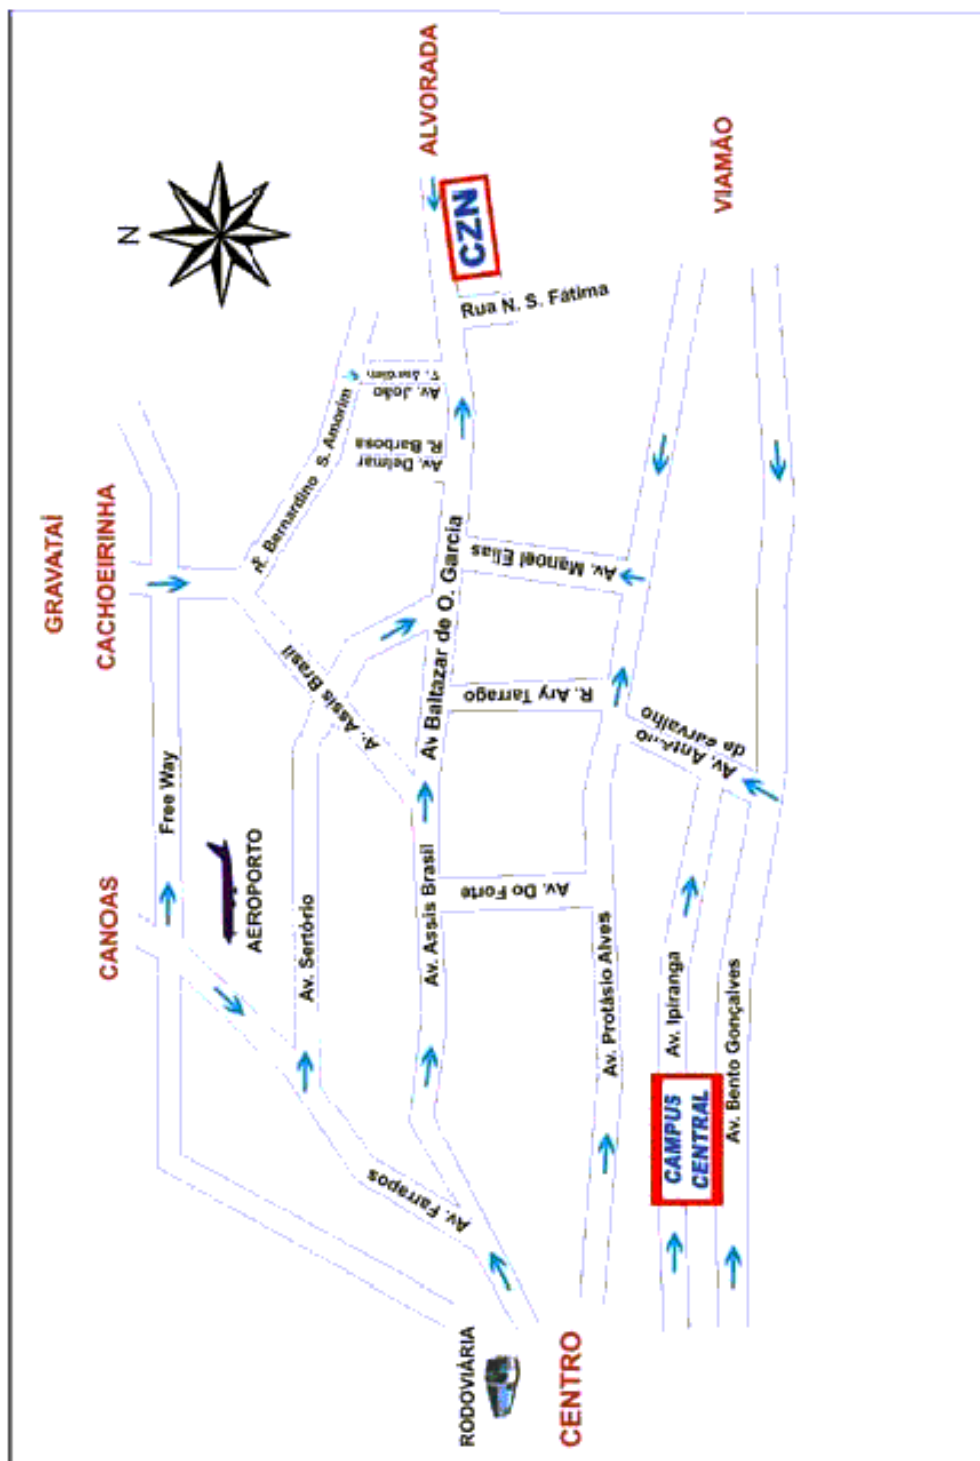 N
ALVORADA
VIAMÃO
CZN
Rua N. S. Fátima
GRAVATAÍ
CACHOEIRINHA
R. Bernardino S. Amorim
Av. João
Av. Delmar
R. Barbosa
Av. Manoel Elias
Av Baltazar de O. Garcia
Av. Assis Brasil
R. Ary Tarrago
de carvalho
CANOAS
Free Way
AEROPORTO
Av. Sertório
Av. Assis Brasil
Av. Do Forte
Av. Protásio Alves
Av. Ipiranga
Av. Bento Gonçalves
CAMPUS
CENTRAL
Av. Farrapos
RODOVIÁRIA
CENTRO